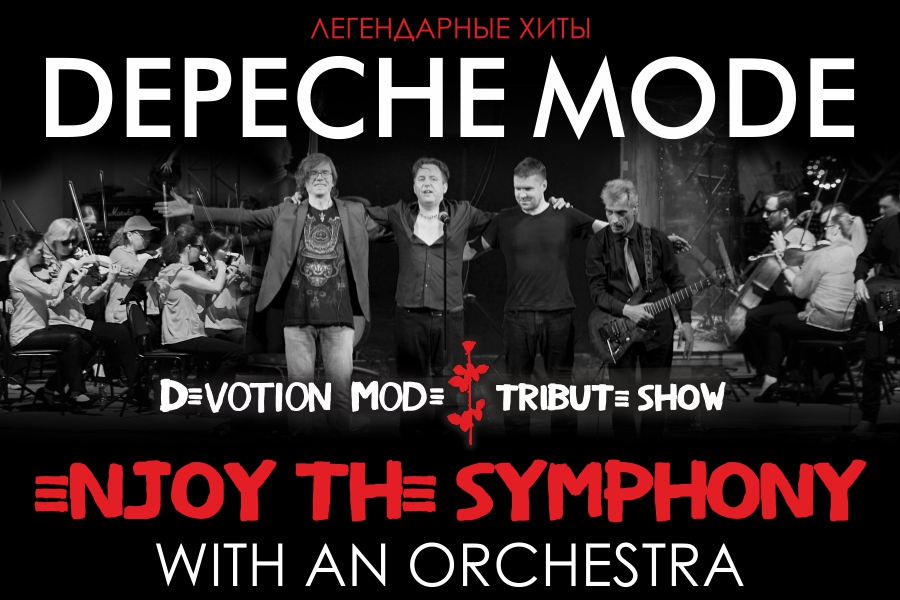 ЛЕГЕНДАРНЫЕ ХИТЫ
DEPECHE MODE
DEVOTION MODE TRIBUTE SHOW
ENJOY THE SYMPHONY
WITH AN ORCHESTRA